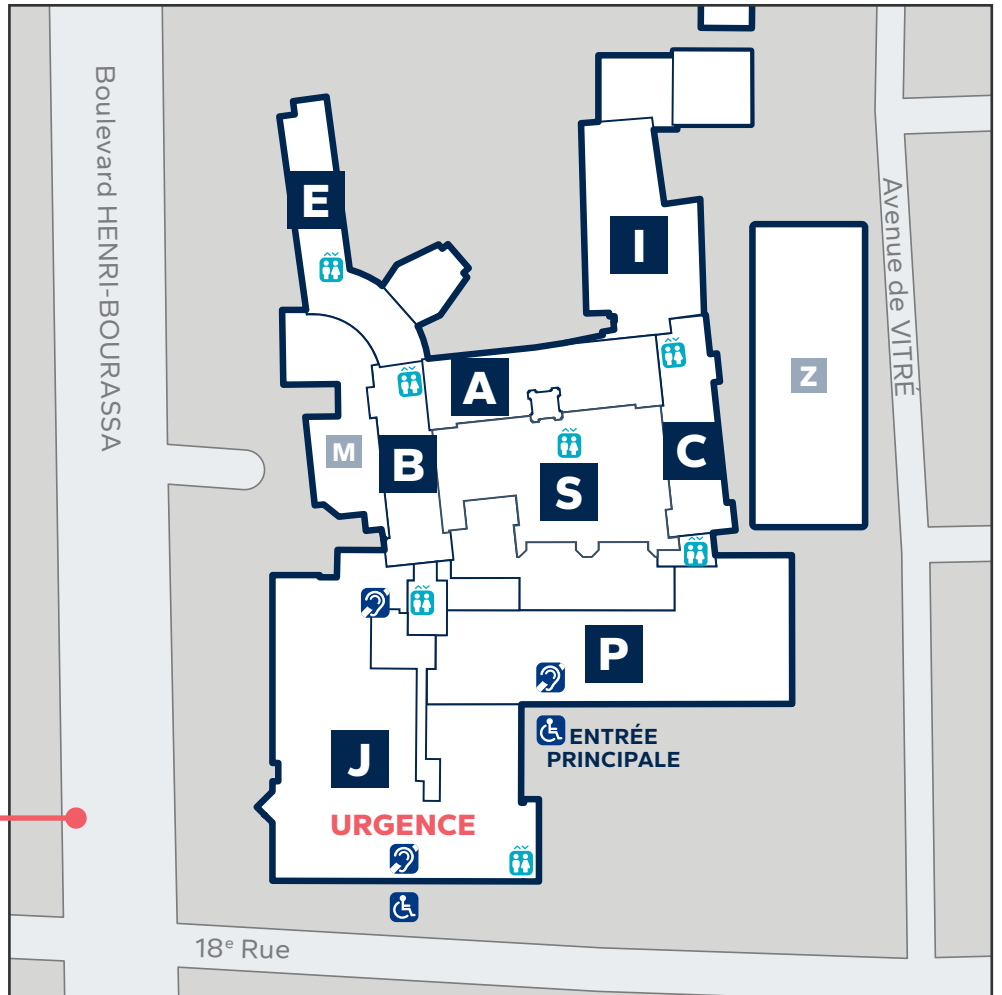 Boulevard HENRI-BOURASSA
Avenue de VITRÉ
E
I
Z
A
M
B
C
S
P
ENTRÉE
PRINCIPALE
J
URGENCE
18e Rue